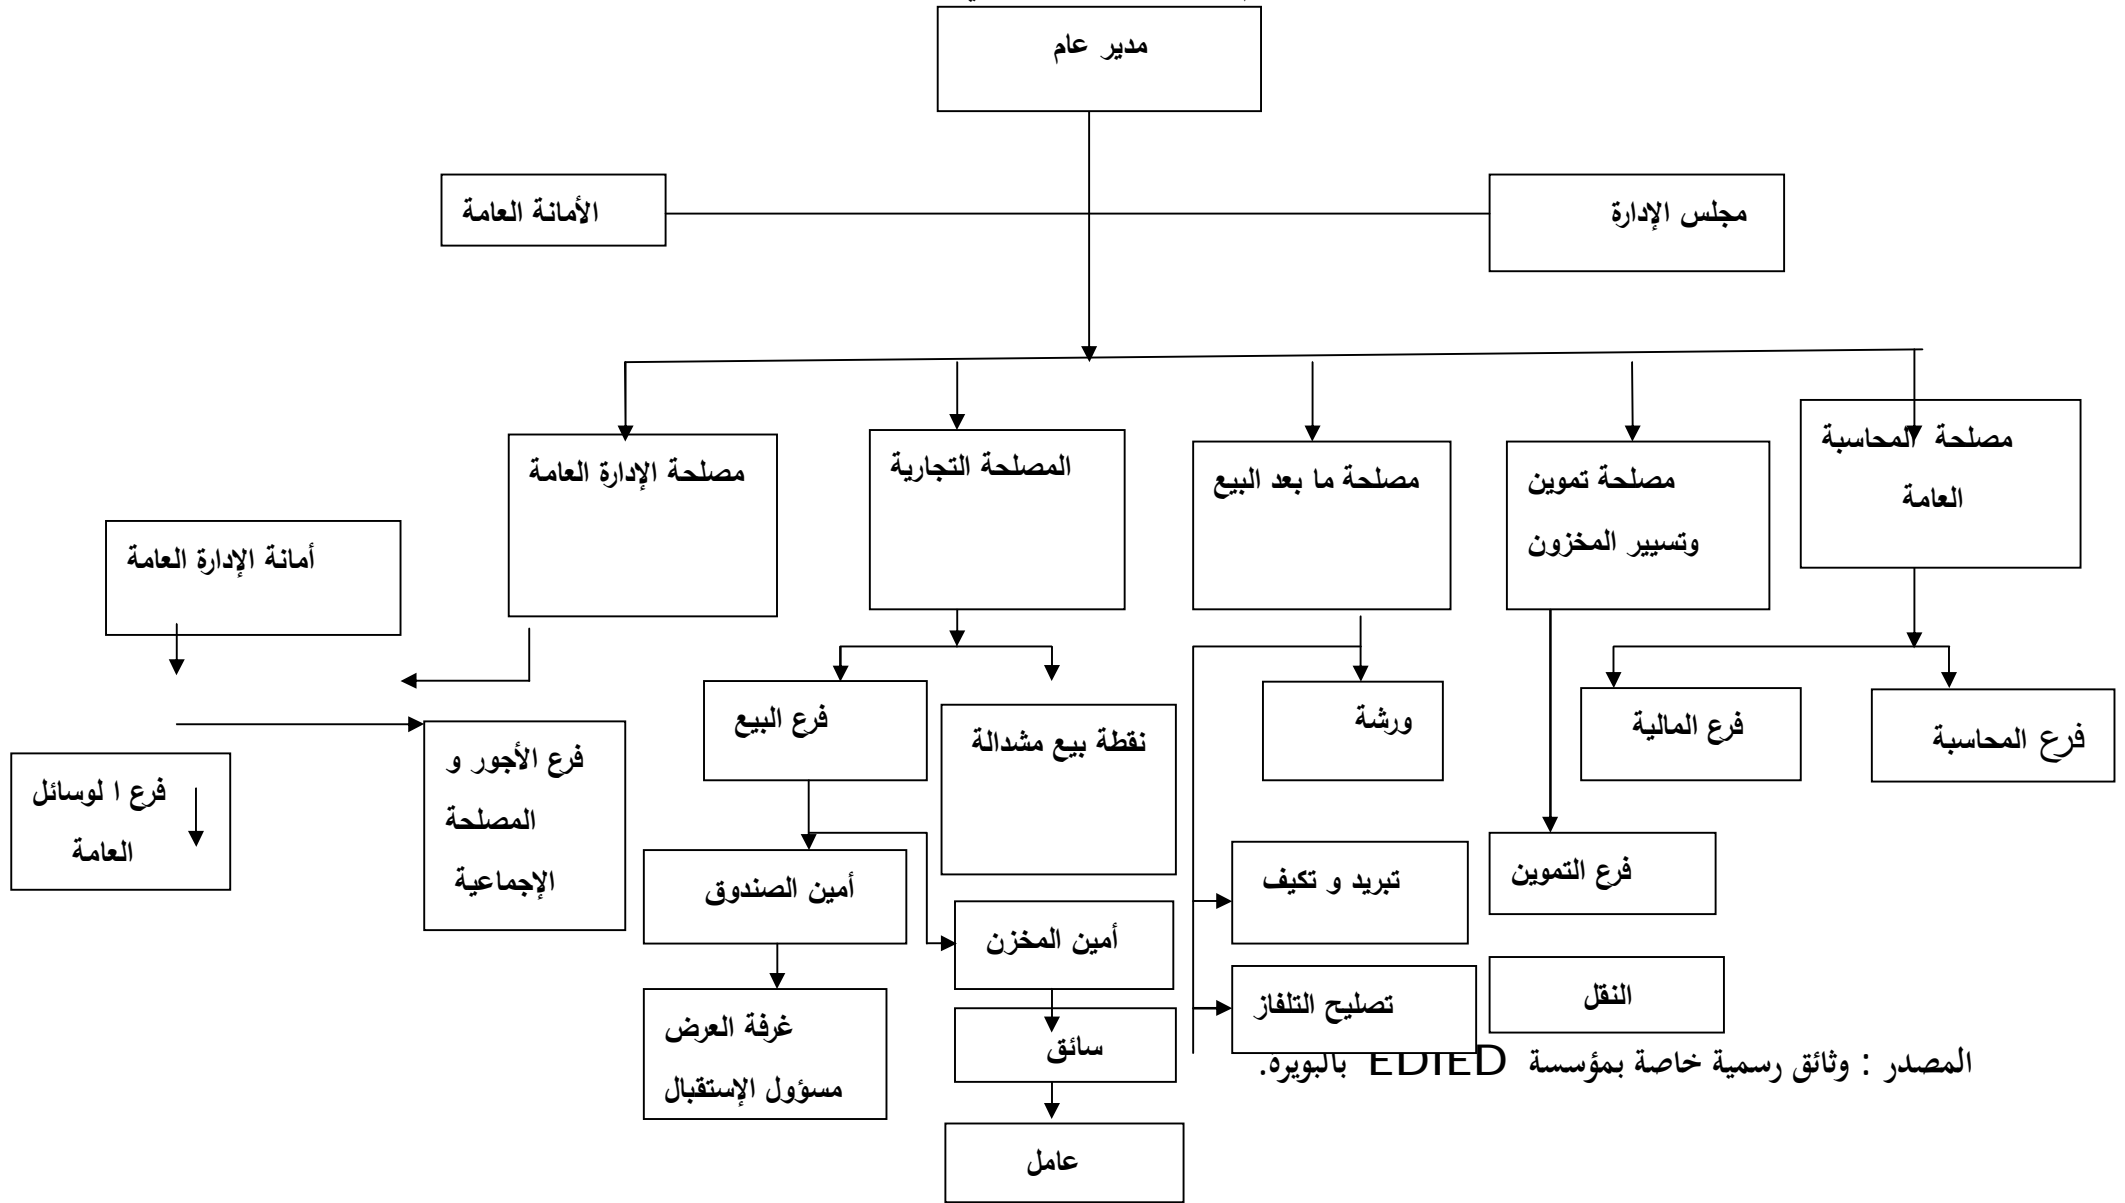 مدير عام
مجلس الإدارة
الأمانة العامة
مصلحة المحاسبة
العامة
مصلحة تموين
وتسيير المخزون
مصلحة ما بعد البيع
المصلحة التجارية
مصلحة الإدارة العامة
أمانة الإدارة العامة
فرع المحاسبة
فرع المالية
ورشة
نقطة بيع مشدالة
فرع البيع
فرع الأجور و
المصلحة
الإجماعية
فرع ا لوسائل
العامة
فرع التموين
تبريد و تكيف
أمين الصندوق
أمين المخزن
النقل
تصليح التلفاز
سائق
غرفة العرض
مسؤول الإستقبال
عامل
المصدر : وثائق رسمية خاصة بمؤسسة EDIED بالبويرة.